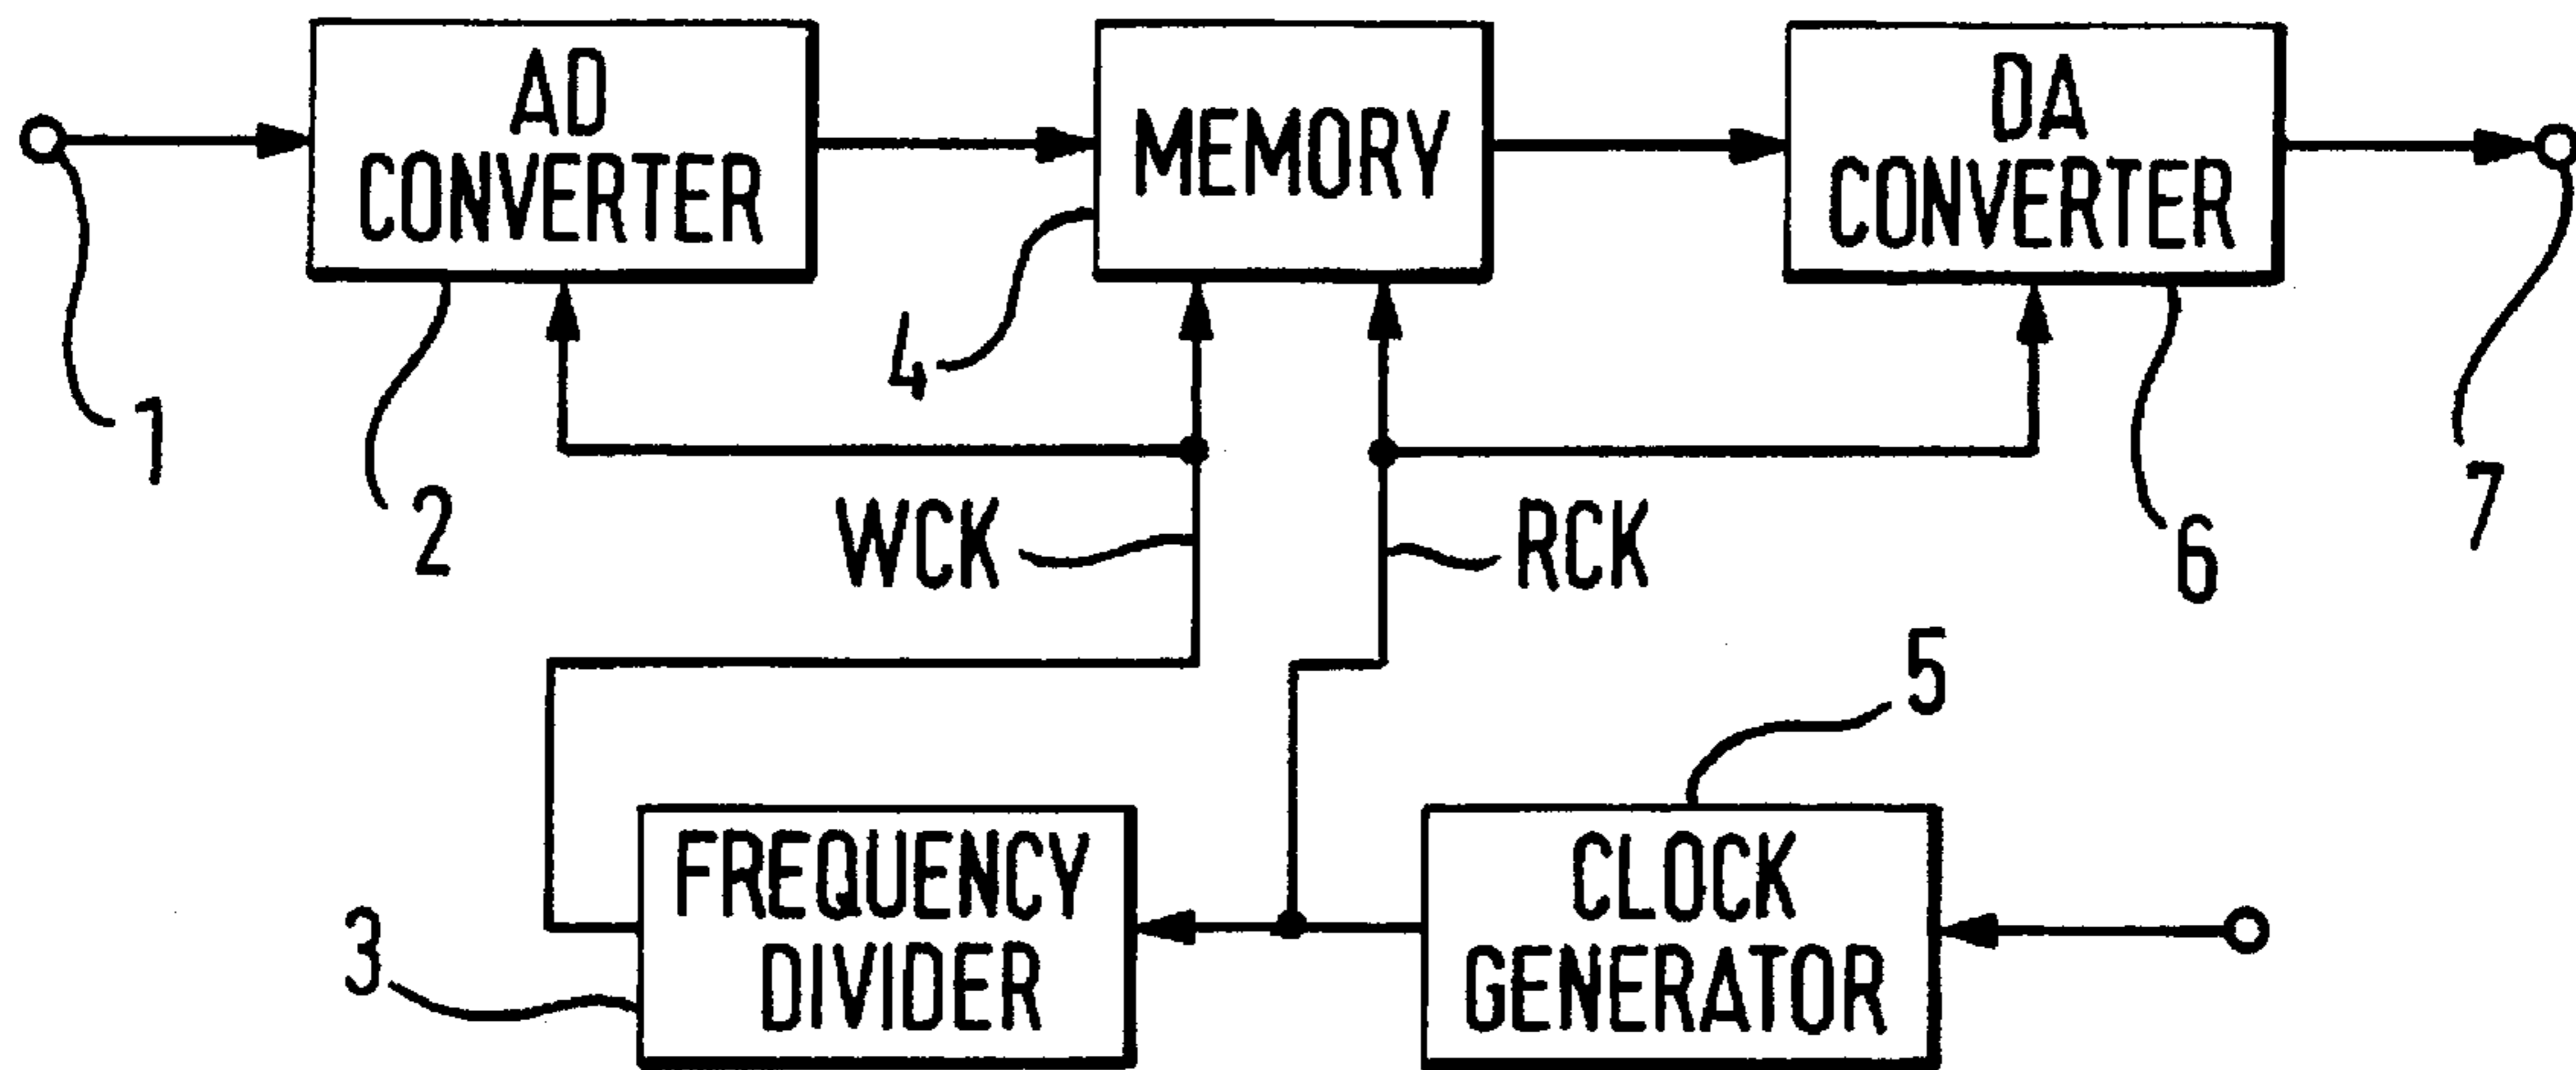 AD
CONVERTER
MEMORY
DA
CONVERTER
1
2
4
6
7
WCK
RCK
5
3
FREQUENCY
DIVIDER
CLOCK
GENERATOR